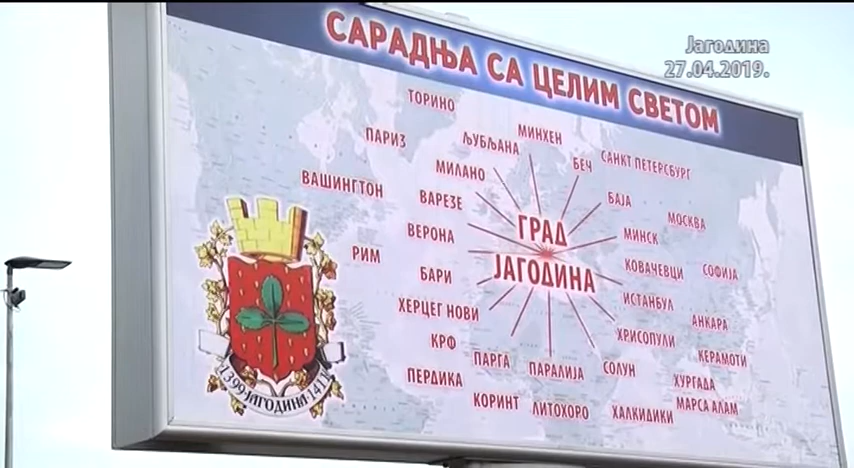 Јагодина
27.04.2019.
САРАДЊА СА ЦЕЛИМ СВЕТОМ
ТОРИНО
ПАРИЗ
ЉУБЉАНА
МИНХЕН
БЕЧ
САНКТ ПЕТЕРСБУРГ
ВАШИНГТОН
МИЛАНО
ВАРЕЗЕ
БАЈА
МОСКВА
РИМ
ВЕРОНА
ГРАД
ЈАГОДИНА
МИНСК
БАРИ
КОВАЧЕВЦИ
СОФИЈА
ХЕРЦЕГ НОВИ
ИСТАНБУЛ
АНКАРА
КРФ
ПАРГА
ПАРАЛИЈА
СОЛУН
ХРИСОПУЛИ
КЕРАМОТИ
ПЕРДИКА
ХУРГАДА
КОРИНТ
ЛИТОХОРО
ХАЛКИДИКИ
МАРСА АЛАМ
1399·ЈАГОДИНА·1411